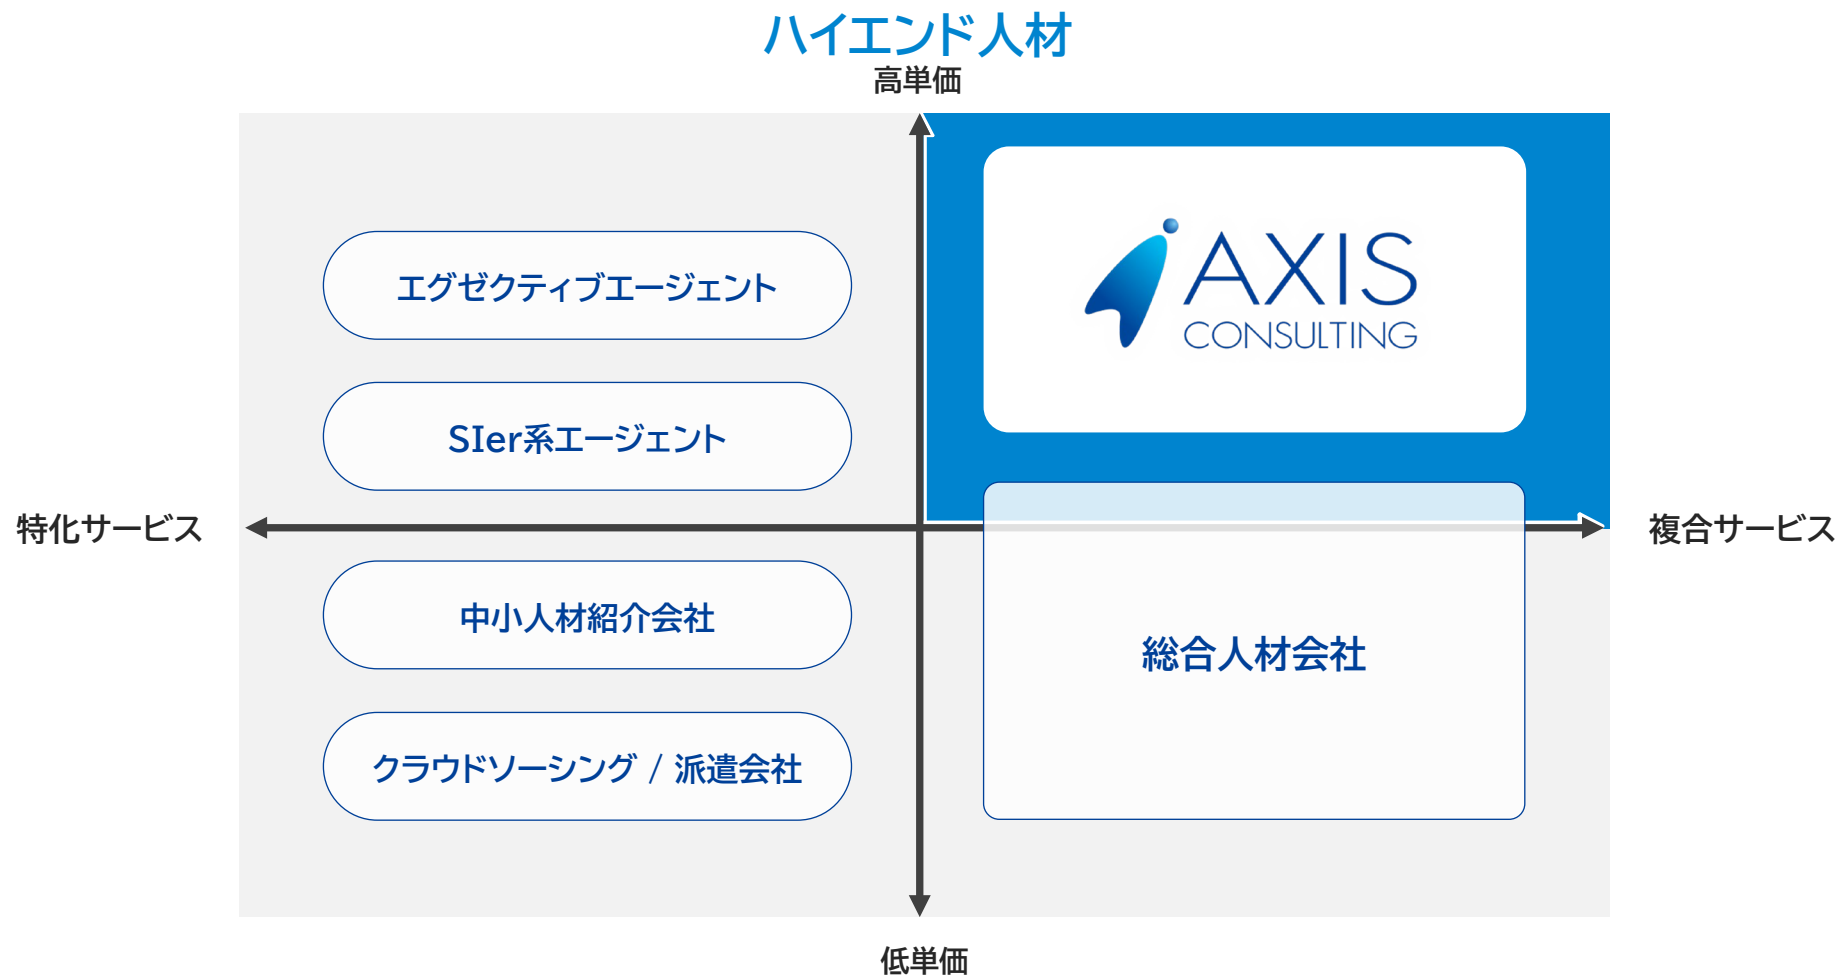 ハイエンド人材
高単価
エグゼクティブエージェント
AXIS
CONSULTING
SIer系エージェント
特化サービス
複合サービス
中小人材紹介会社
総合人材会社
クラウドソーシング / 派遣会社
低単価